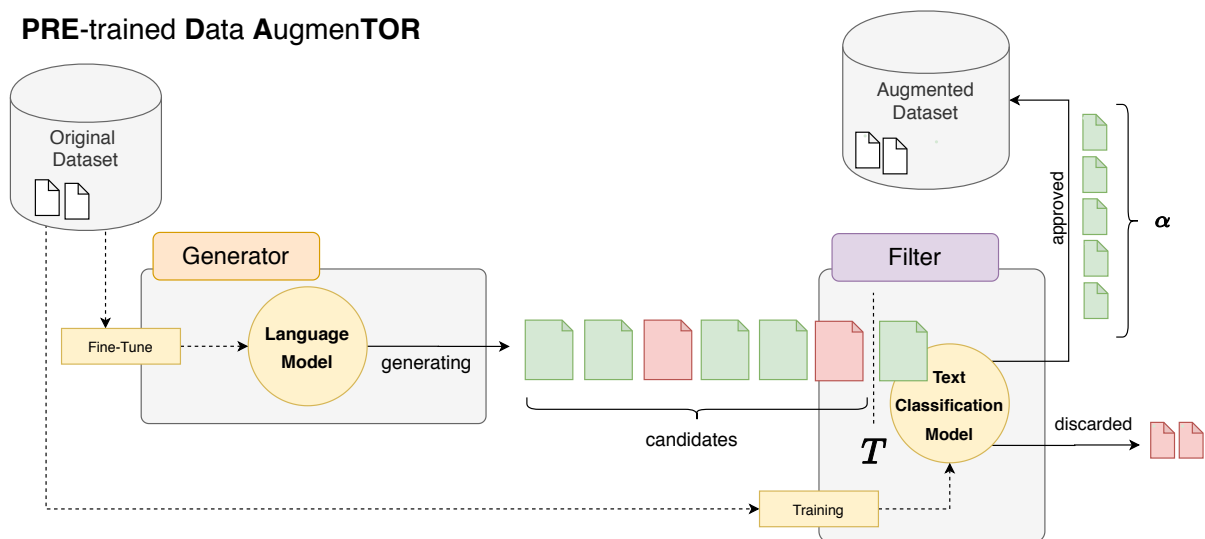 PRE-trained Data AugmenTOR
Original
Dataset
Augmented
Dataset
approved
α
Generator
Filter
Fine-Tune
Language
Model
generating
candidates
T
Text
Classification
Model
discarded
Training